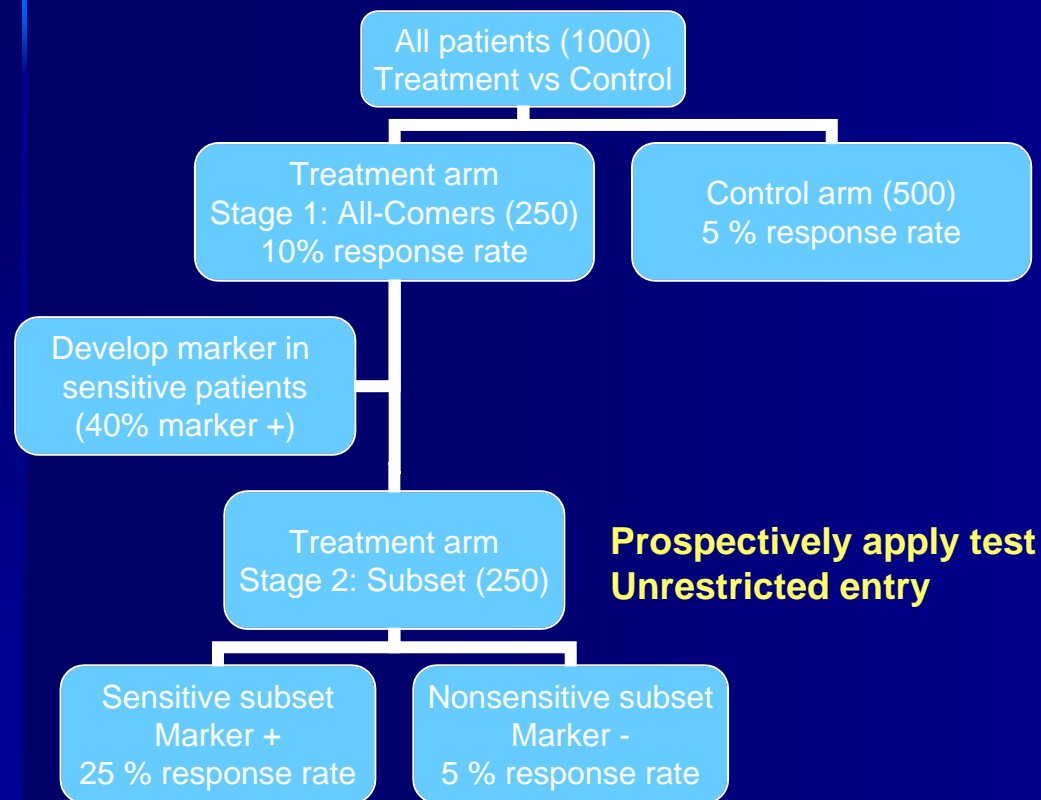 All patients (1000)
Treatment vs Control
Treatment arm
Stage 1: All-Comers (250)
10% response rate
Control arm (500)
5 % response rate
Develop marker in
sensitive patients
(40% marker +)
Treatment arm
Stage 2: Subset (250)
Prospectively apply test
Unrestricted entry
Sensitive subset
Marker +
25 % response rate
Nonsensitive subset
Marker -
5 % response rate